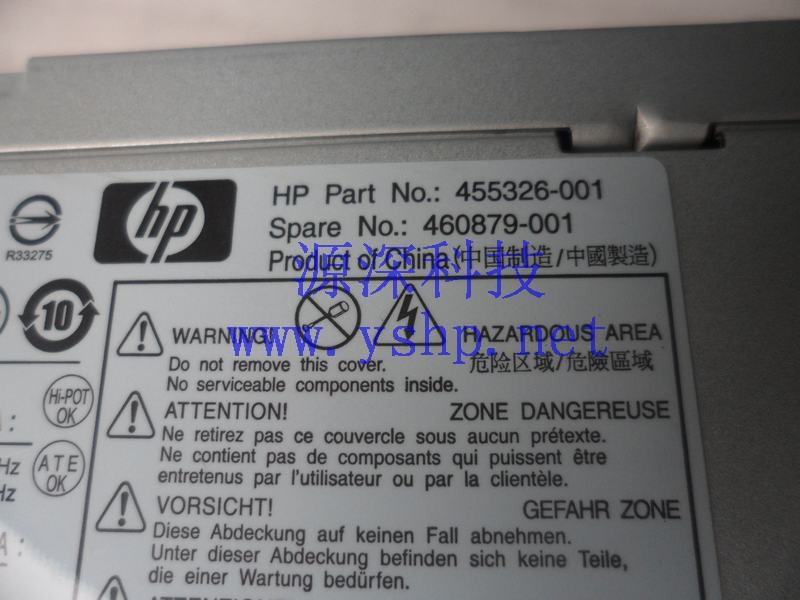 hp
HP Part No.: 455326-001
Spare No.: 460879-001
Product of China (中国制造/中國製造)
源深科技
www.yshp.net
R33275
10
WARNING!
HAZARDOUS AREA
Do not remove this cover.
危险区域/危險區域
No serviceable components inside.
Hi-POT
OK
ATTENTION!
ZONE DANGEREUSE
Ne retirez pas ce couvercle sous aucun prétexte.
Ne contient pas de composants qui puissent être
entretenus par l'utilisateur ou par la clientèle.
Hz
Hz
ATE
OK
VORSICHT!
GEFAHR ZONE
Diese Abdeckung auf keinen Fall abnehmen.
Unter dieser Abdeckung befinden sich keine Teile,
die einer Wartung bedürfen.
A :